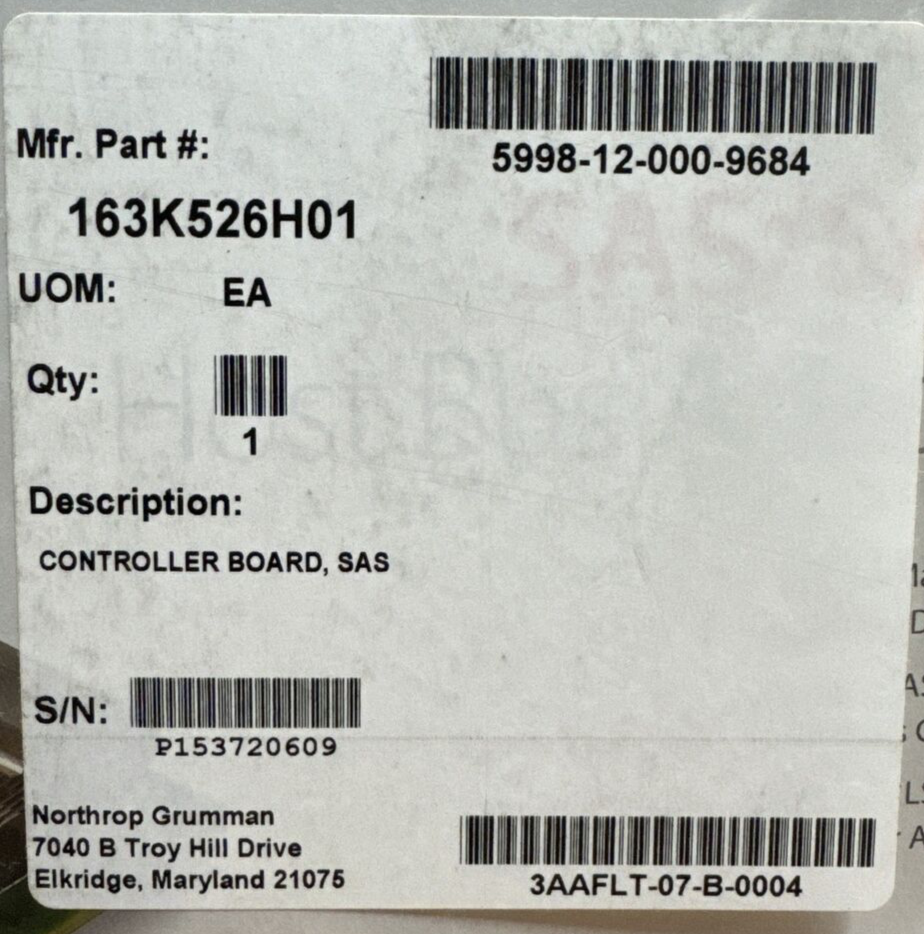 5998-12-000-9684
Mfr. Part #:
163K526H01
UOM: EA
Qty:
1
Description:
CONTROLLER BOARD, SAS
S/N:
P153720609
Northrop Grumman
7040 B Troy Hill Drive
Elkridge, Maryland 21075
3AAFLT-07-B-0004